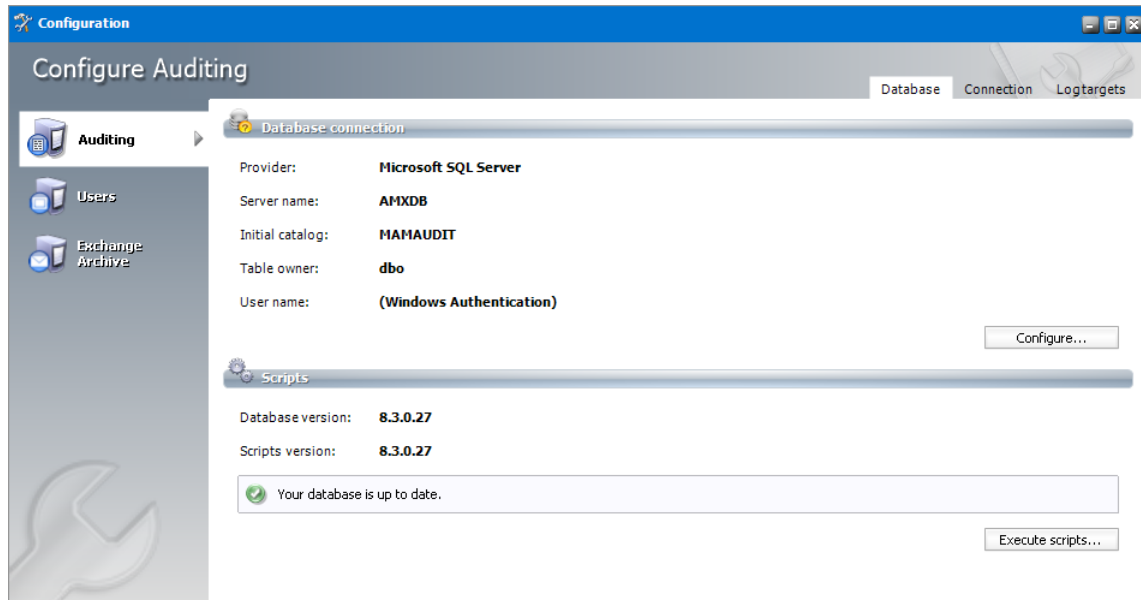 Configuration
Configure Auditing
Database Connection Logtargets
Auditing
Users
Exchange
Archive
Database connection
Provider: Microsoft SQL Server
Server name: AMXDB
Initial catalog: MAMAUDIT
Table owner: dbo
User name: (Windows Authentication)
Configure...
Scripts
Database version: 8.3.0.27
Scripts version: 8.3.0.27
Your database is up to date.
Execute scripts...